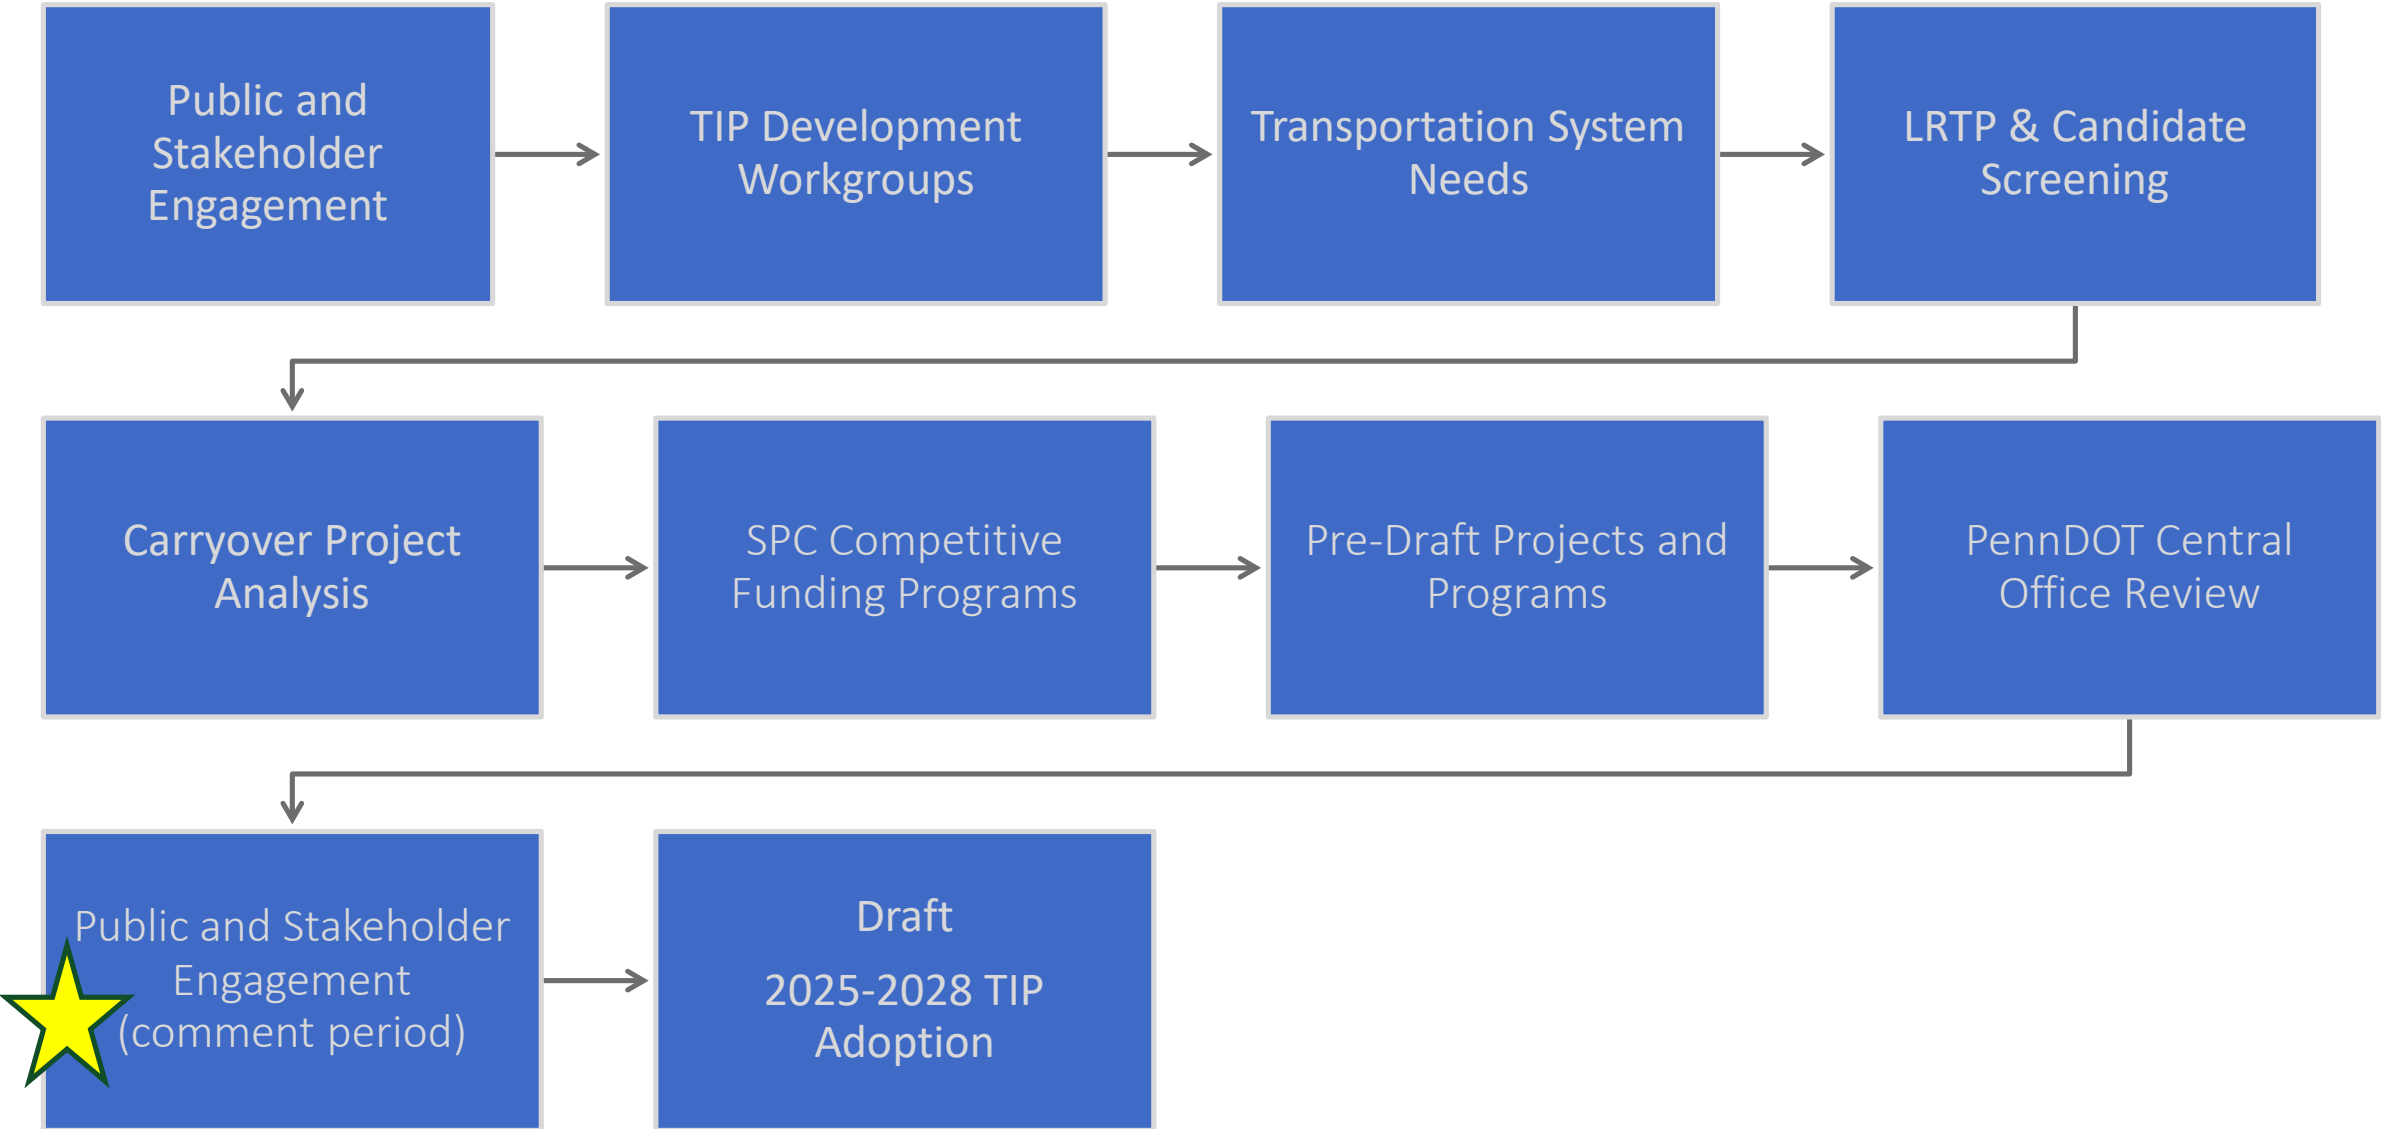 Public and
Stakeholder
Engagement
TIP Development
Workgroups
Transportation System
Needs
LRTP & Candidate
Screening
Carryover Project
Analysis
SPC Competitive
Funding Programs
Pre-Draft Projects and
Programs
PennDOT Central
Office Review
Public and Stakeholder
Engagement
(comment period)
Draft
2025-2028 TIP
Adoption